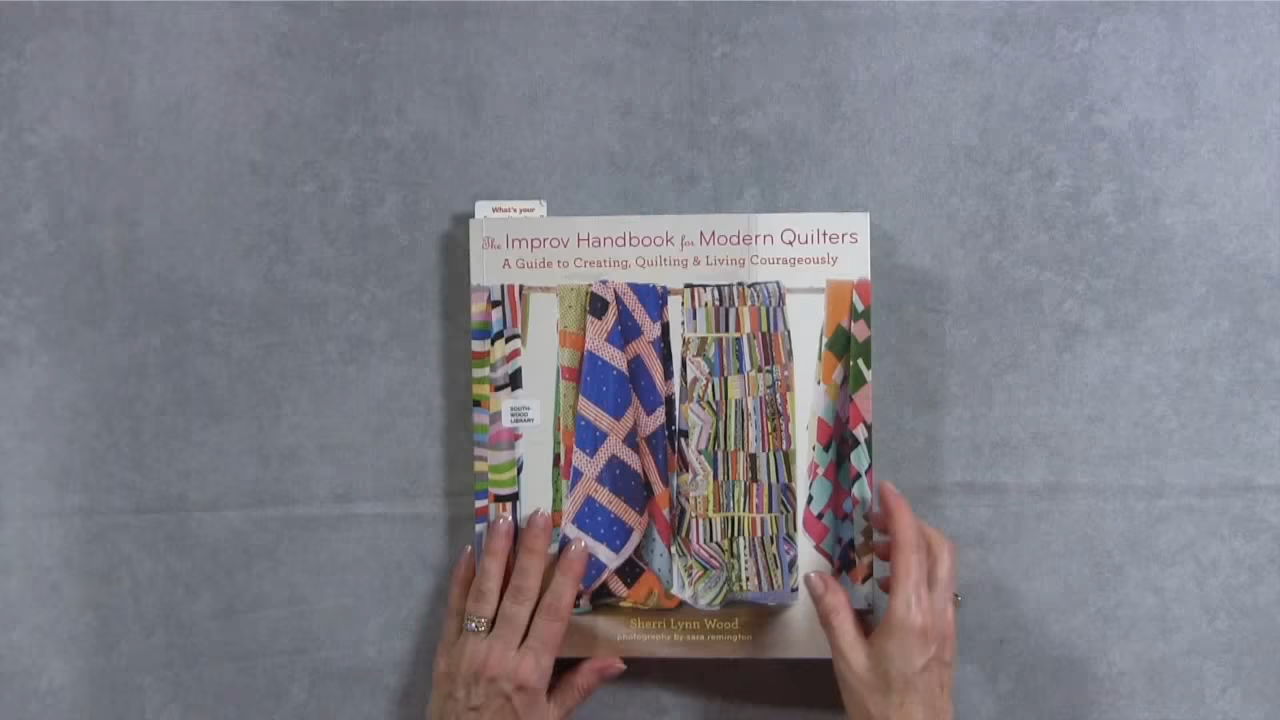 What's your
The Improv Handbook for Modern Quilters
A Guide to Creating, Quilting & Living Courageously
SOUTH-
WOOD
LIBRARY
Sherri Lynn Wood
photography by sara remington